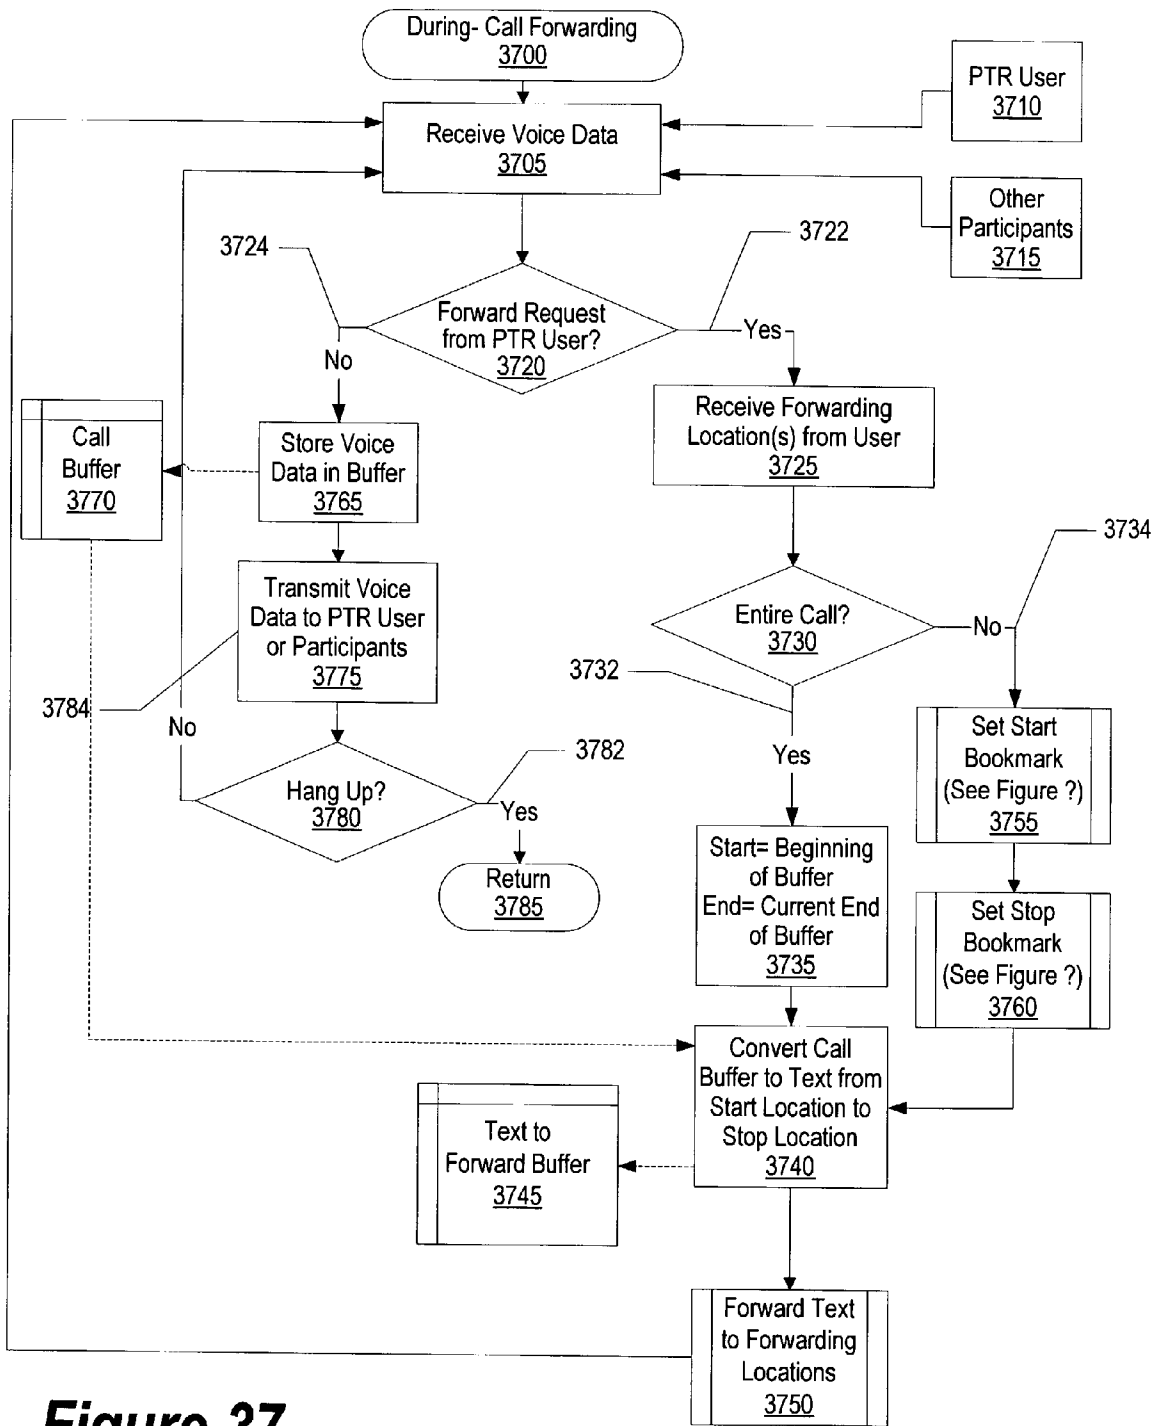 During- Call Forwarding
3700
PTR User
3710
Receive Voice Data
3705
Other
Participants
3715
3724
3722
Forward Request
from PTR User?
3720
Yes
No
Receive Forwarding
Location(s) from User
3725
Call
Buffer
3770
Store Voice
Data in Buffer
3765
3734
Transmit Voice
Data to PTR User
or Participants
3775
Entire Call?
3730
No
3732
3784
No
Yes
Set Start
Bookmark
(See Figure ?)
3755
3782
Hang Up?
3780
Yes
Return
3785
Start= Beginning
of Buffer
End= Current End
of Buffer
3735
Set Stop
Bookmark
(See Figure ?)
3760
Convert Call
Buffer to Text from
Start Location to
Stop Location
3740
Text to
Forward Buffer
3745
Forward Text
to Forwarding
Locations
3750
Figure 37